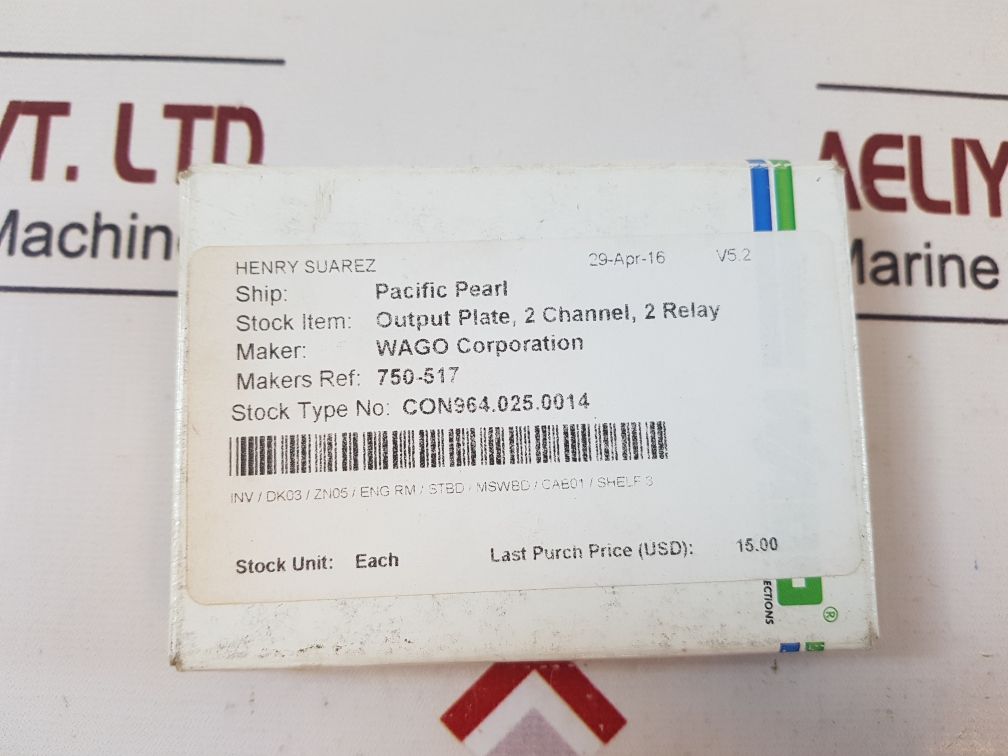 VT. LTD
Machin
AELIY
Marine
HENRY SUAREZ 29-Apr-16 V5.2
Ship: Pacific Pearl
Stock Item: Output Plate, 2 Channel, 2 Relay
Maker: WAGO Corporation
Makers Ref: 750-517
Stock Type No: CON964.025.0014
INV / DK03 / ZN05 / ENG RM / STBD / MSWBD / CAB01 / SHELF 3
Stock Unit: Each Last Purch Price (USD): 15.00
ECTIONS
®